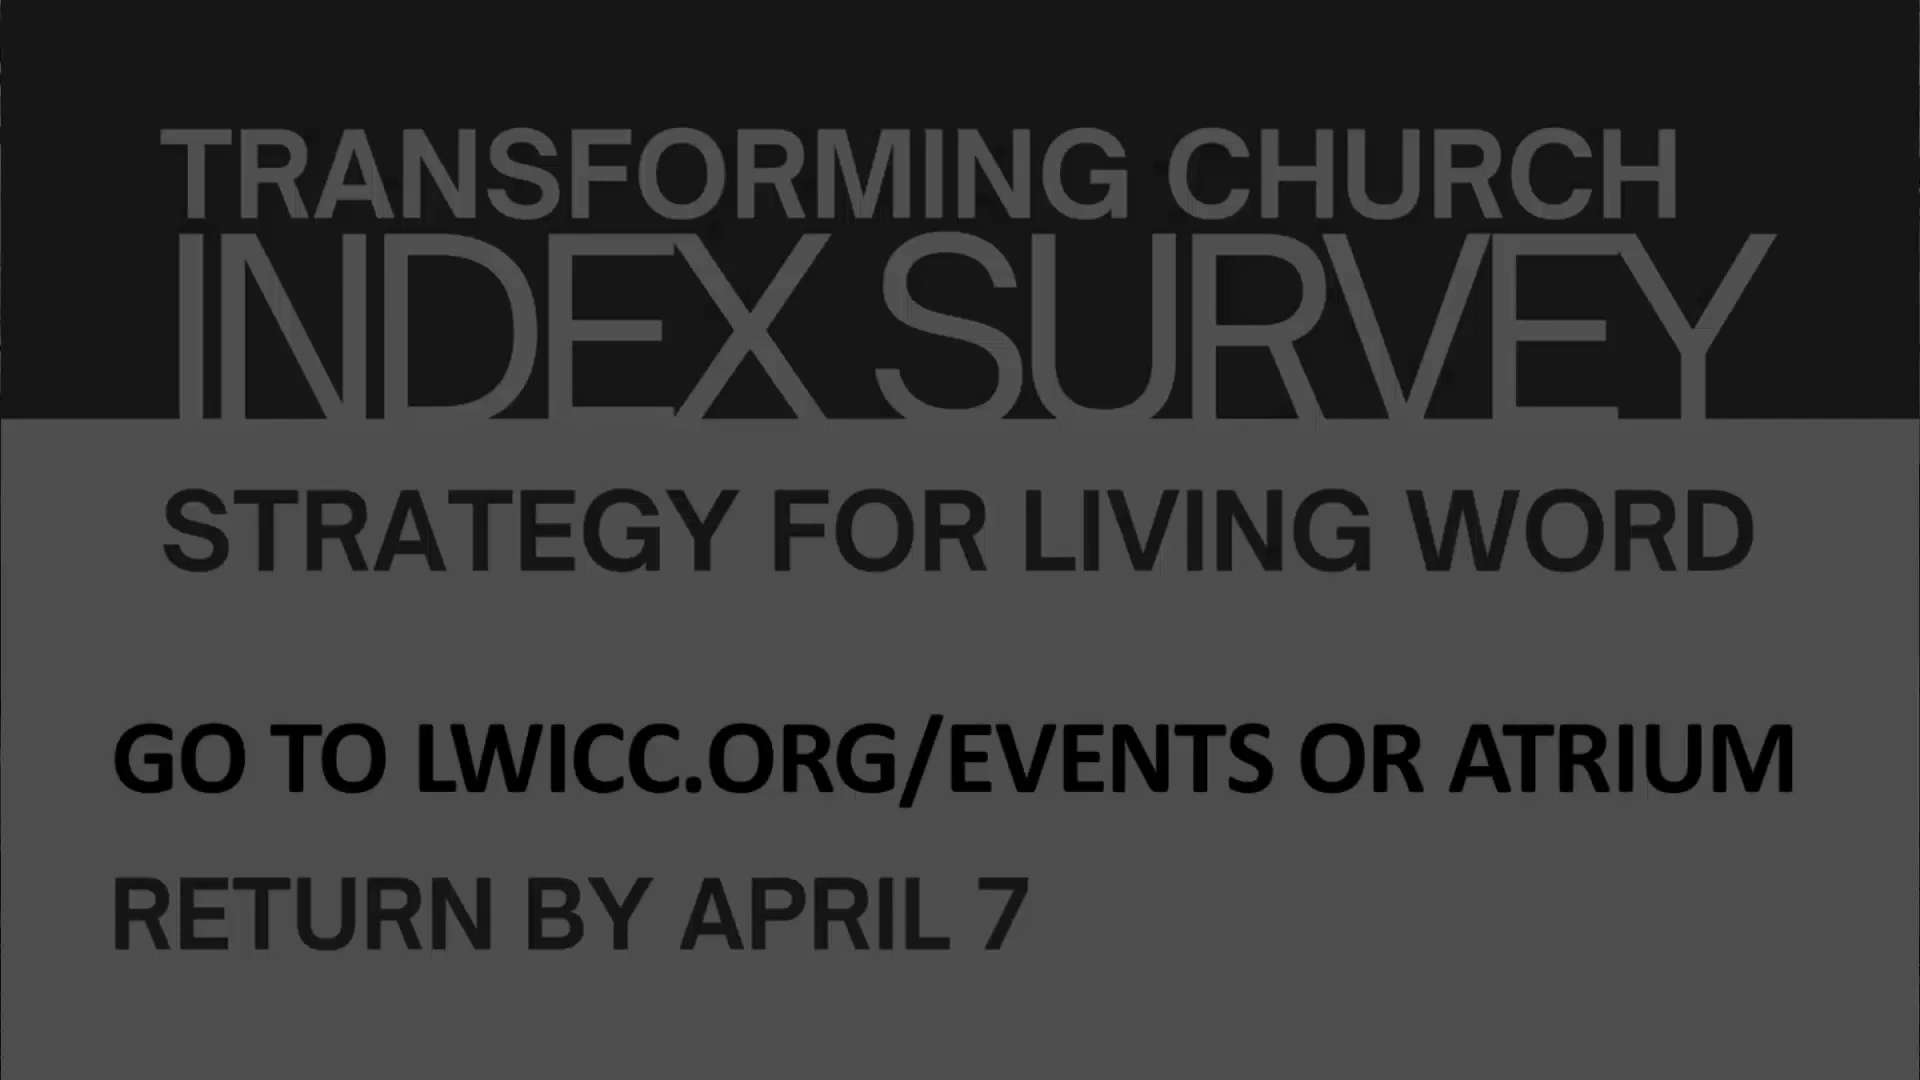 TRANSFORMING CHURCH
INDEX SURVEY
STRATEGY FOR LIVING WORD
GO TO LWICC.ORG/EVENTS OR ATRIUM
RETURN BY APRIL 7